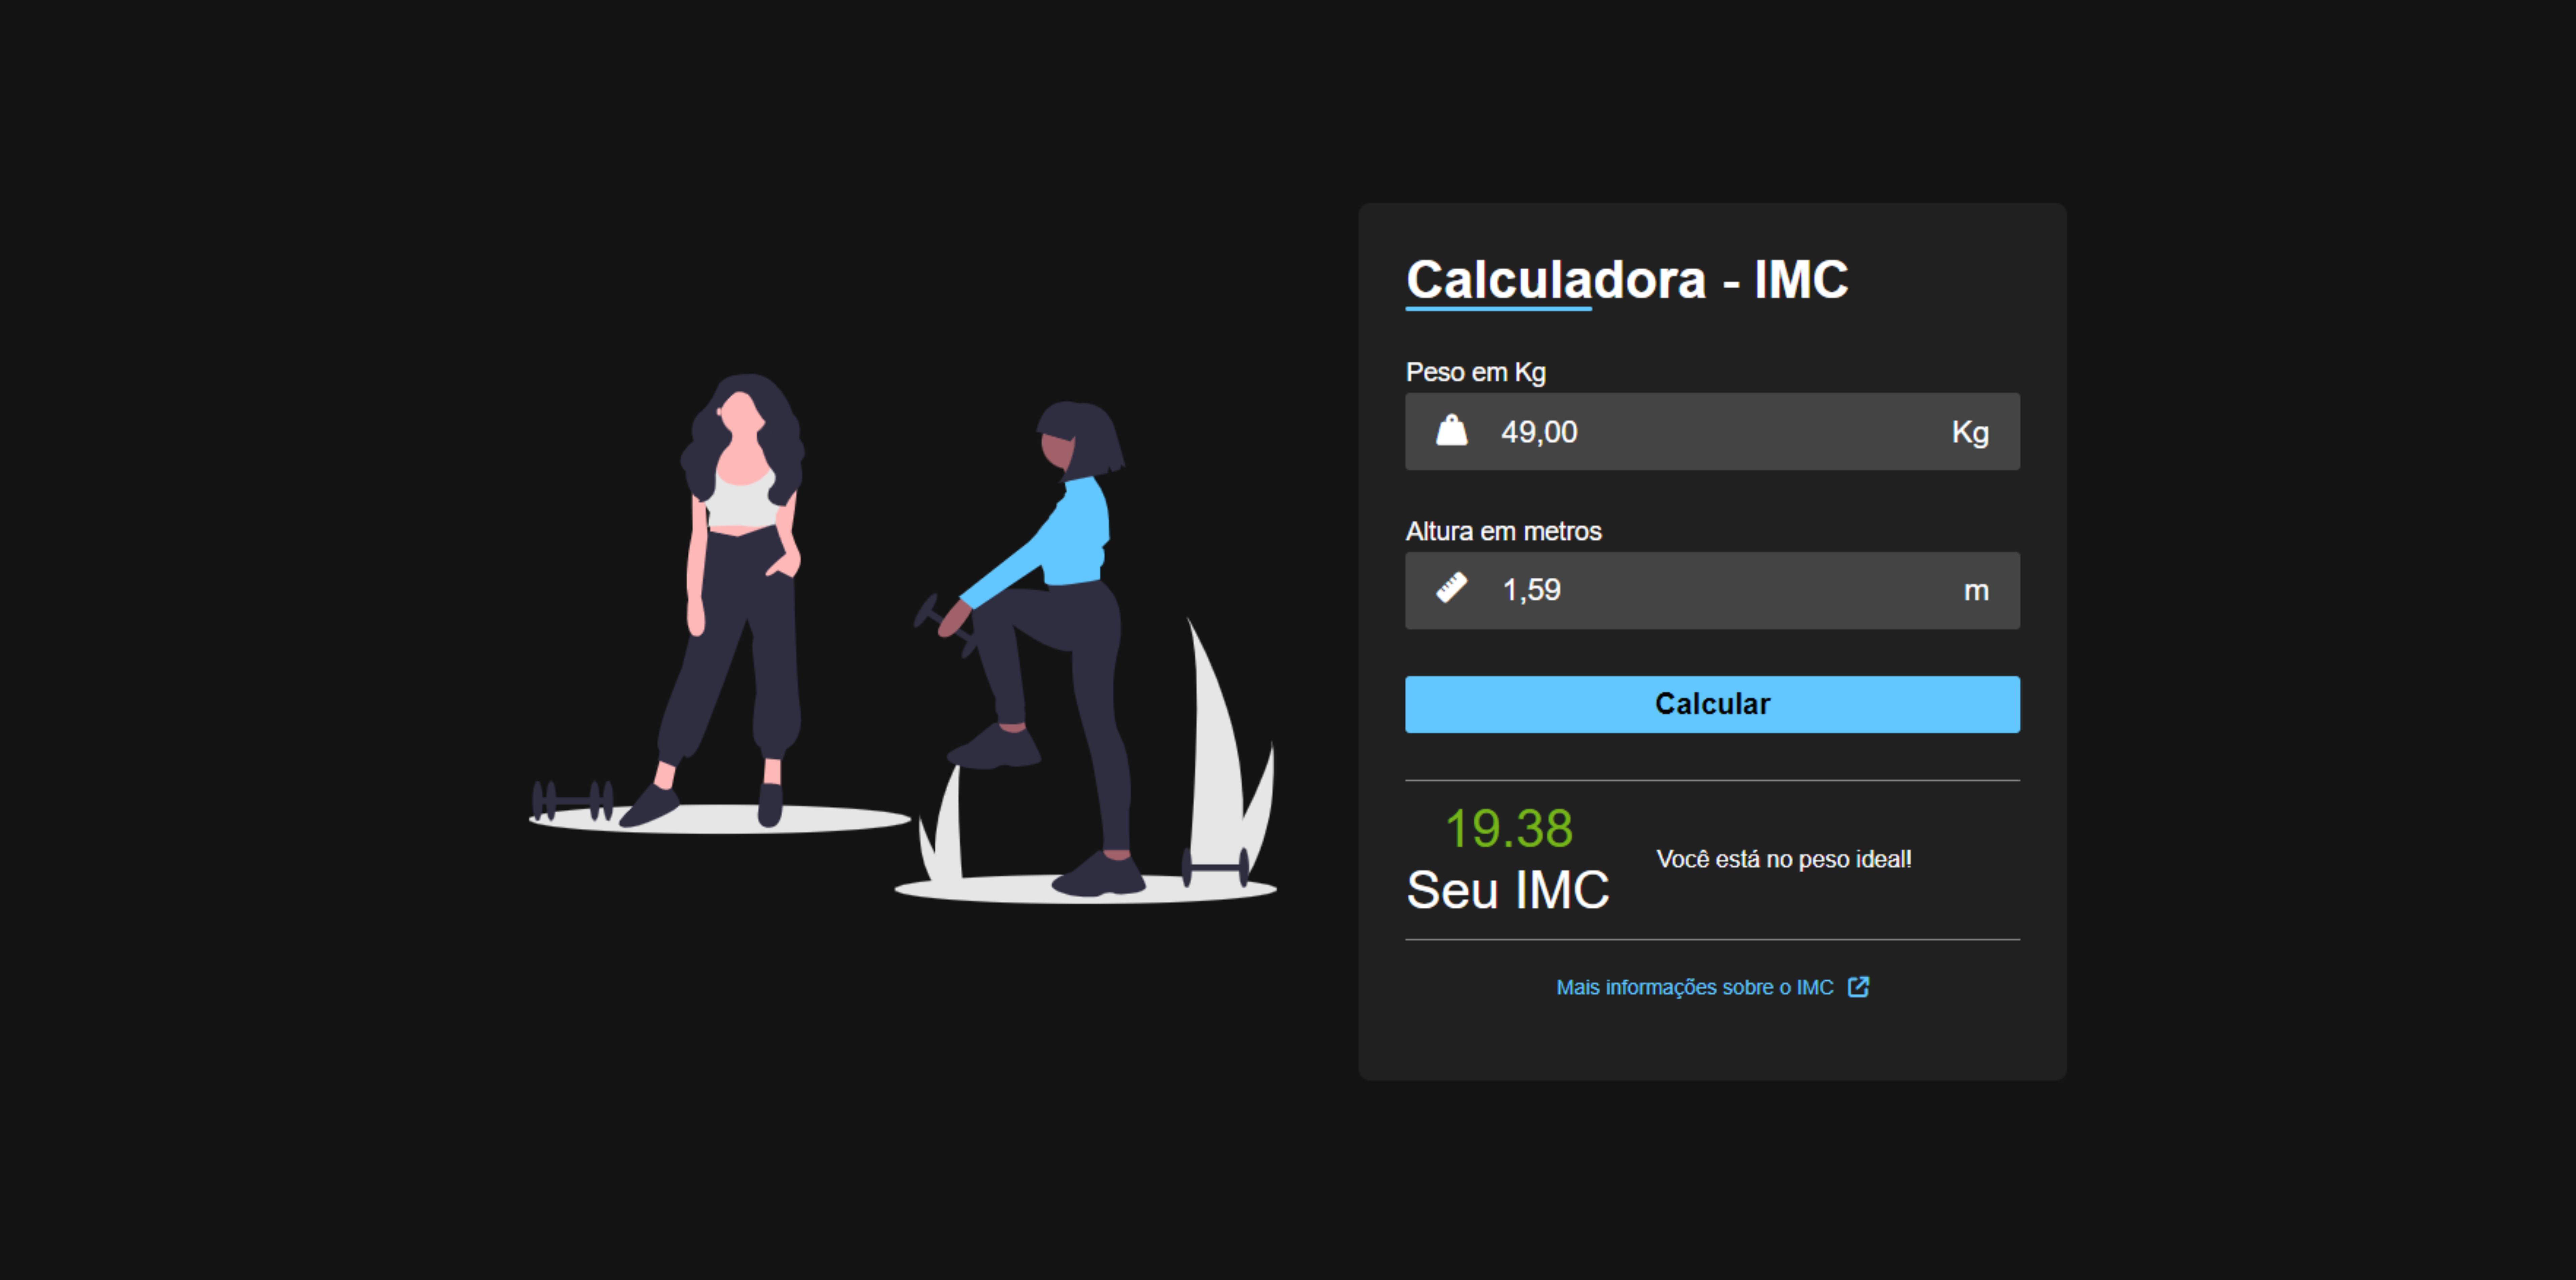 Calculadora - IMC
Peso em Kg
49,00 Kg
Altura em metros
1,59 m
Calcular
19.38
Seu IMC
Você está no peso ideal!
Mais informações sobre o IMC